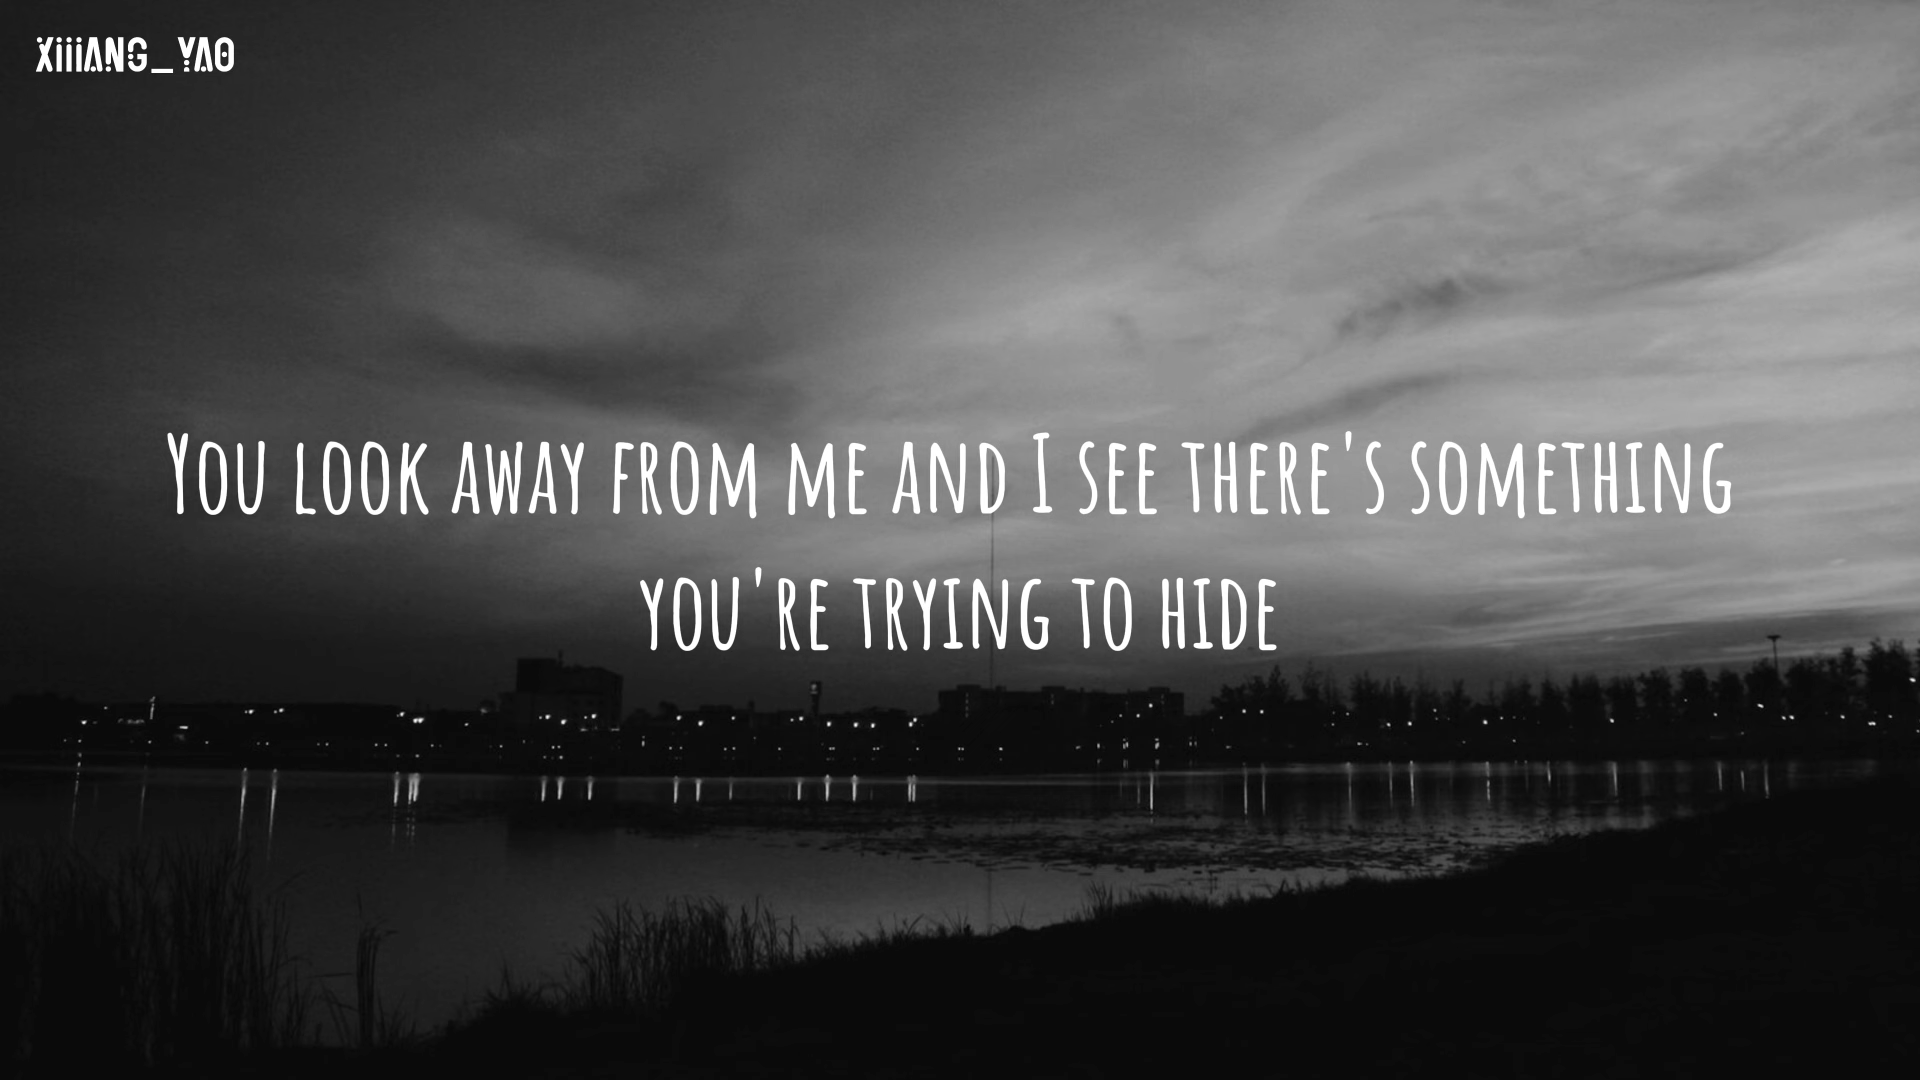 XiiiANG_YAO
You look away from me and I see there's something
you're trying to hide